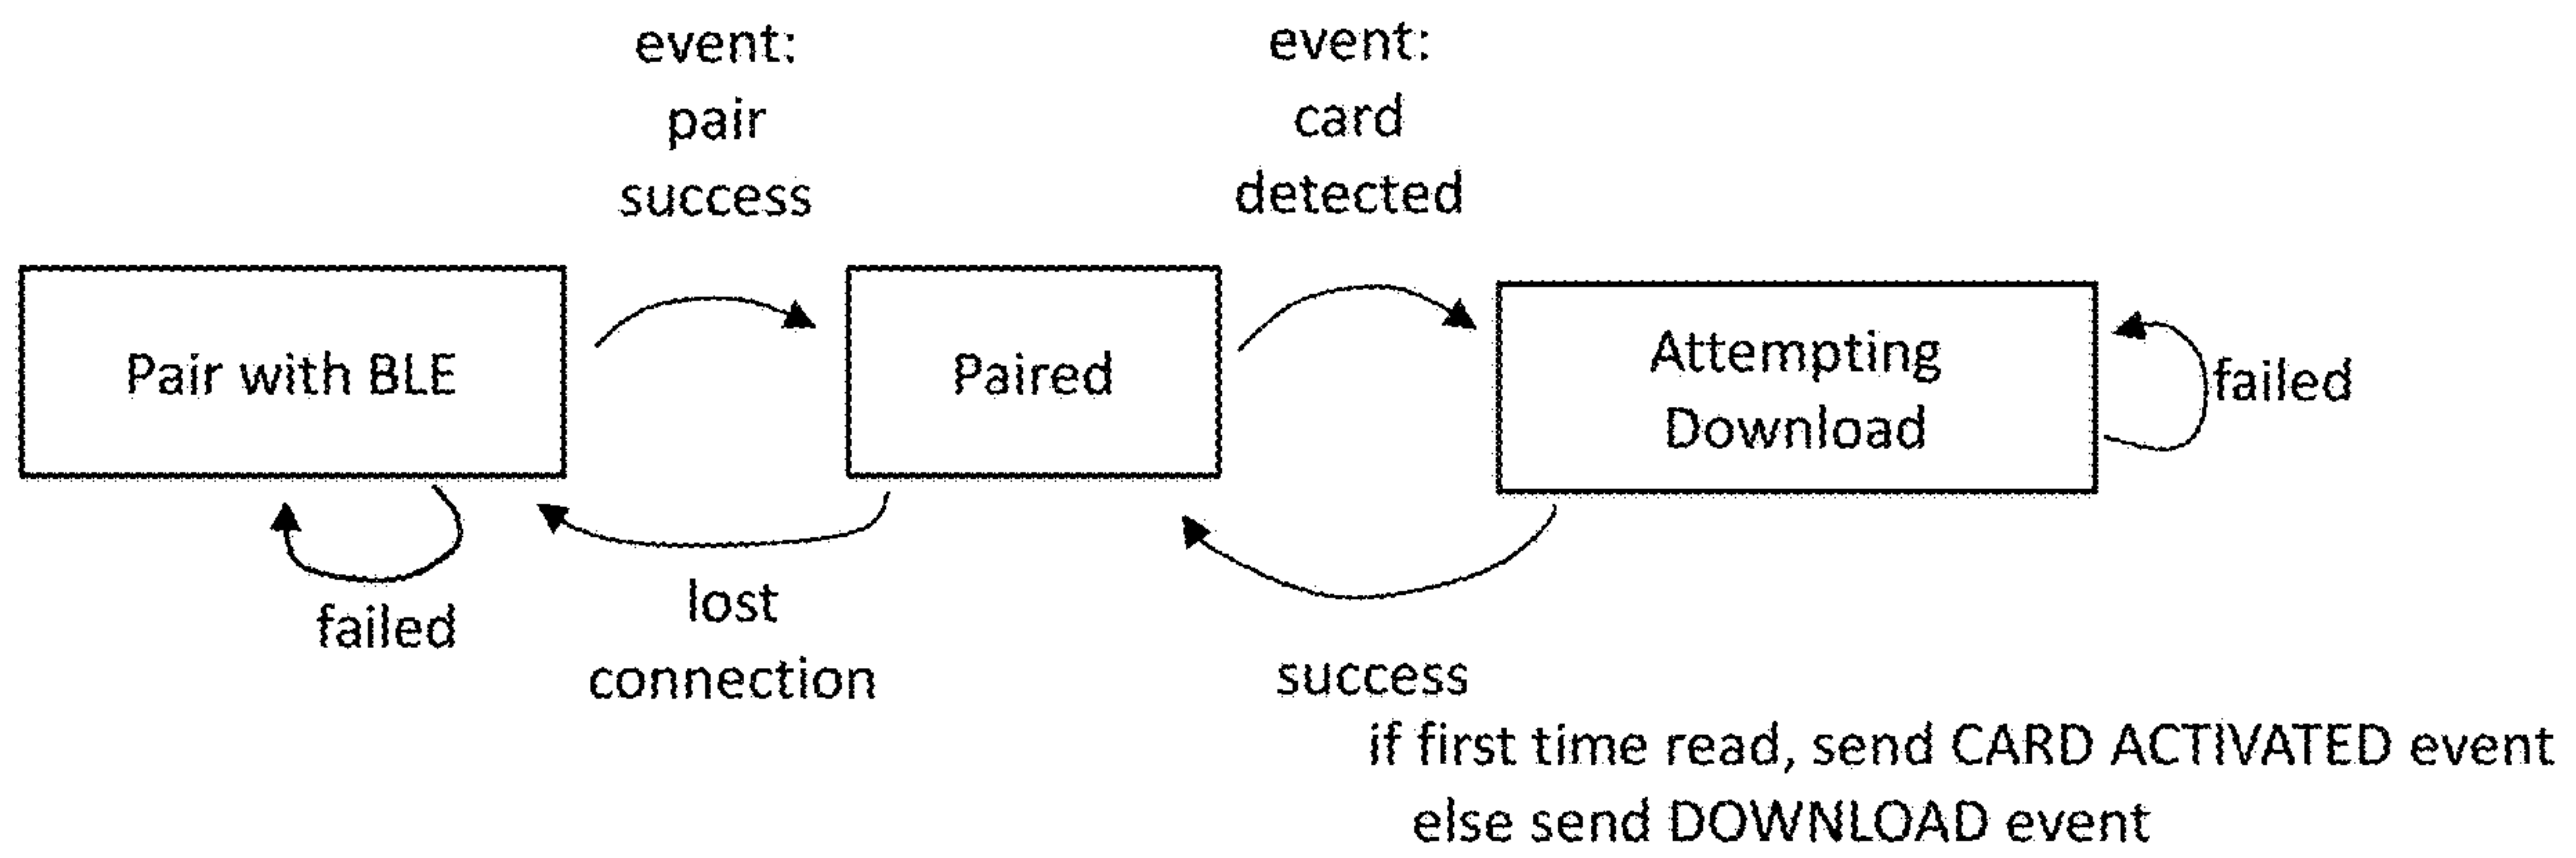 event:
pair
success
event:
card
detected
Pair with BLE
Paired
Attempting
Download
failed
failed
lost
connection
success
if first time read, send CARD ACTIVATED event
else send DOWNLOAD event